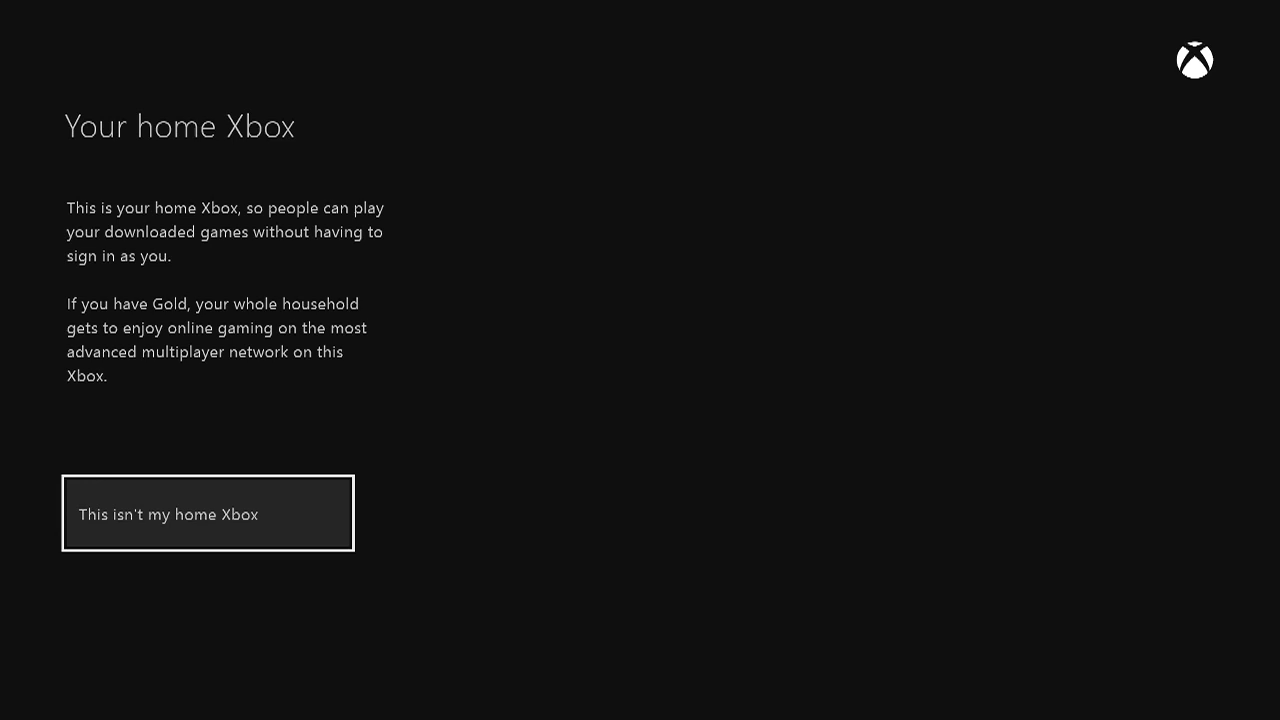 Your home Xbox
This is your home Xbox, so people can play
your downloaded games without having to
sign in as you.
If you have Gold, your whole household
gets to enjoy online gaming on the most
advanced multiplayer network on this
Xbox.
This isn't my home Xbox